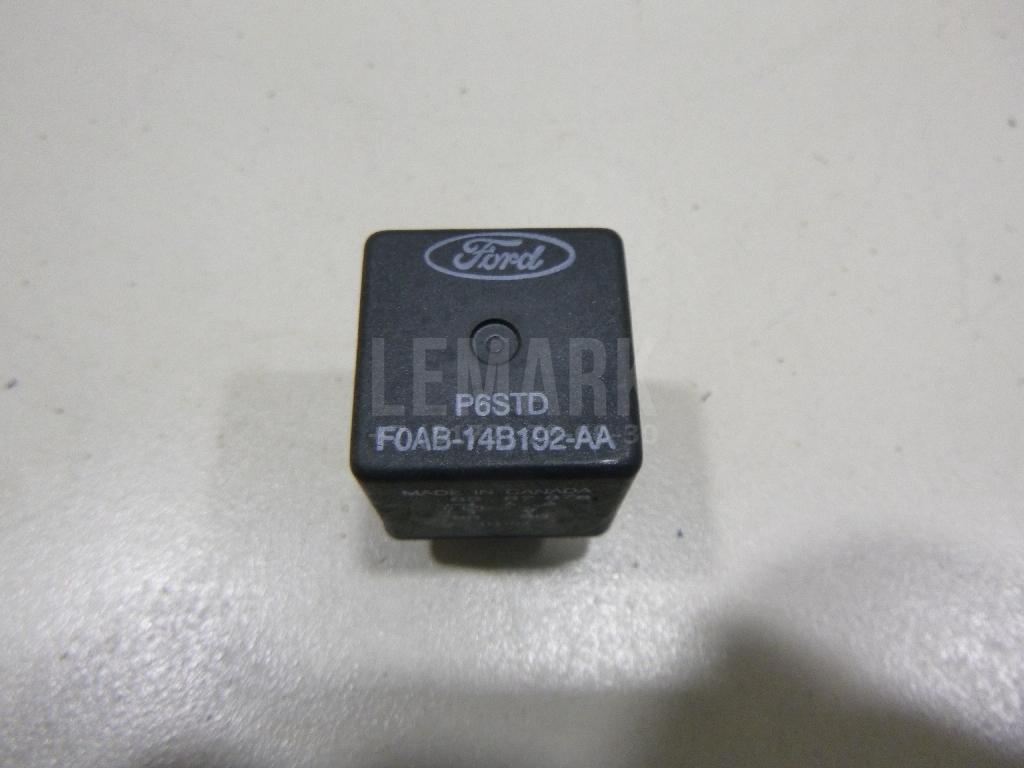 Ford
LEMARK
P6STD
F0AB-14B192-AA
MADE IN CANADA